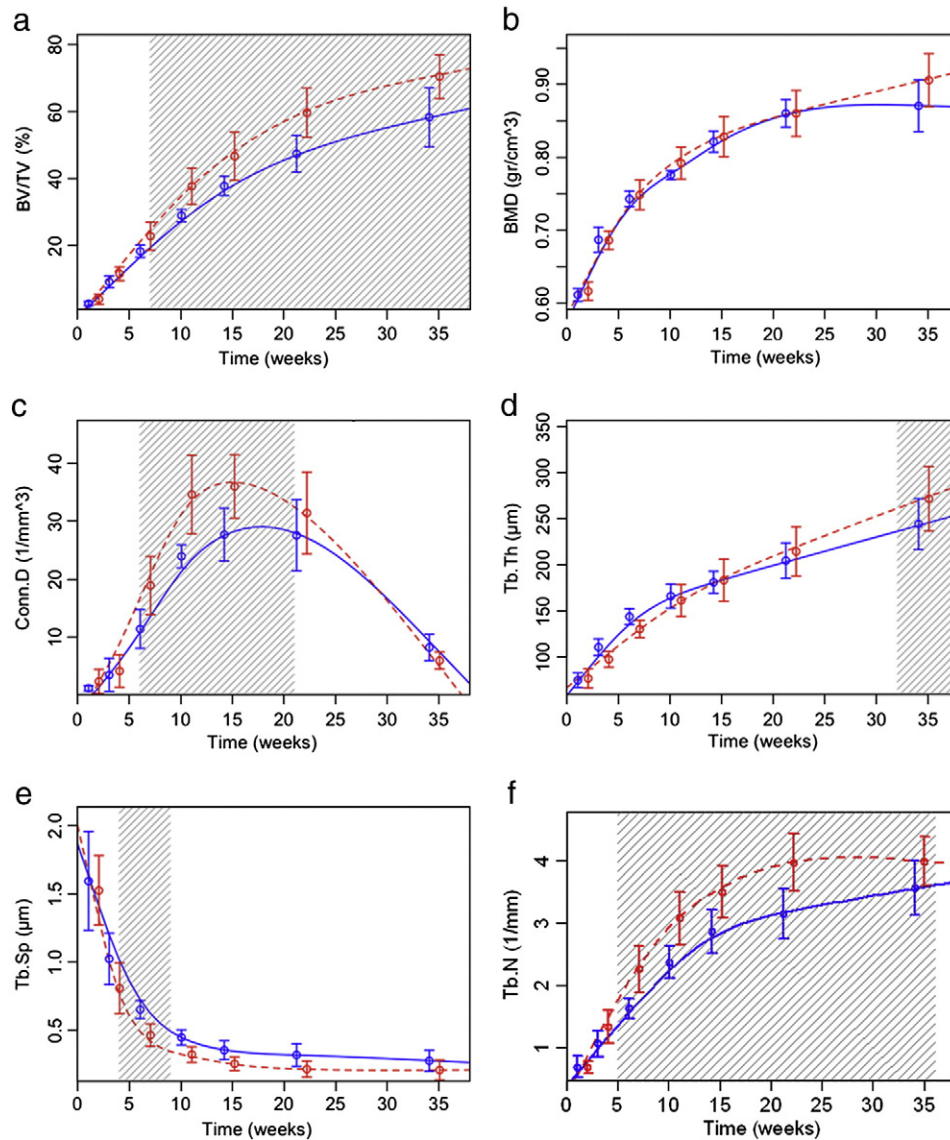 a
BV/TV (%)
80
60
40
20
0 5 10 15 20 25 30 35
Time (weeks)
b
BMD (gr/cm^3)
0.90
0.80
0.70
0.60
0 5 10 15 20 25 30 35
Time (weeks)
c
Conn.D (1/mm^3)
40
30
20
10
0 5 10 15 20 25 30 35
Time (weeks)
d
Tb.Th (µm)
350
300
250
200
150
100
0 5 10 15 20 25 30 35
Time (weeks)
e
Tb.Sp (µm)
2.0
1.5
1.0
0.5
0 5 10 15 20 25 30 35
Time (weeks)
f
Tb.N (1/mm)
4
3
2
1
0 5 10 15 20 25 30 35
Time (weeks)